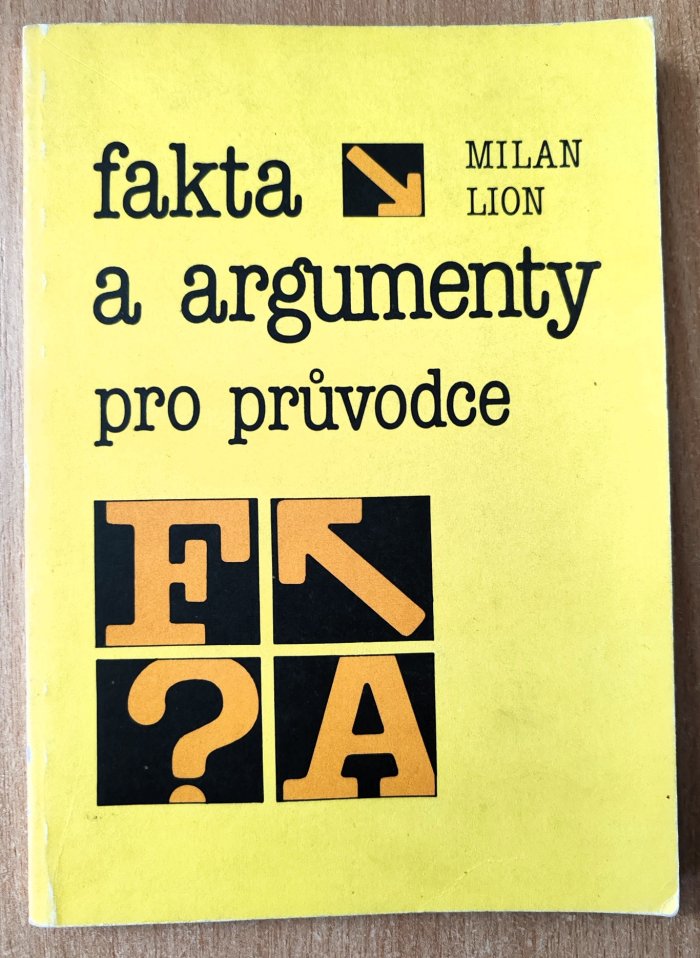 fakta
MILAN
LION
a argumenty
pro průvodce
F
?
A